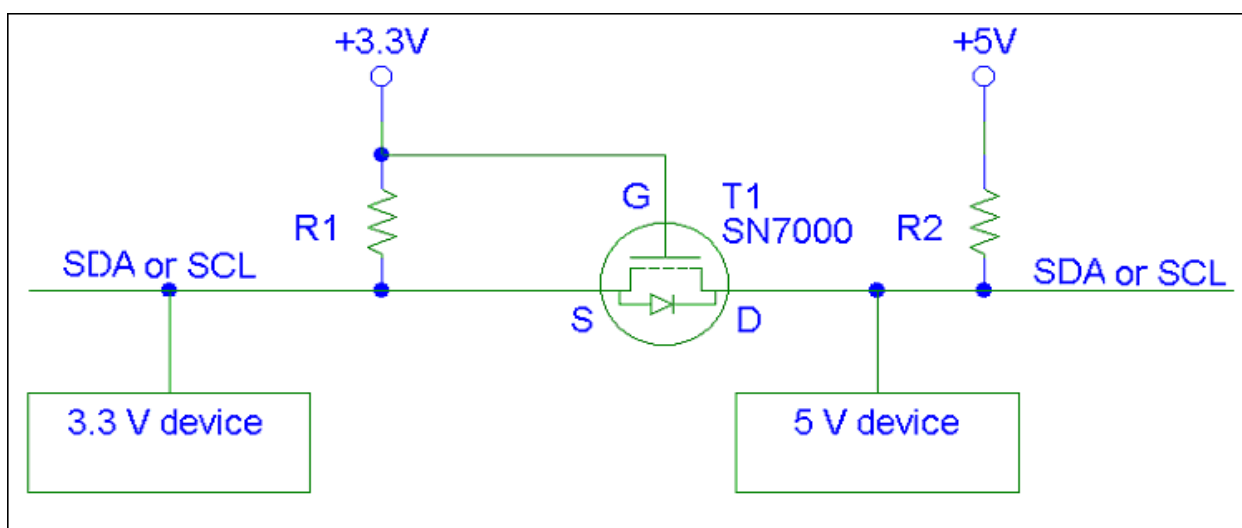 +3.3V
+5V
G
T1
SN7000
R1
R2
SDA or SCL
SDA or SCL
S
D
3.3 V device
5 V device